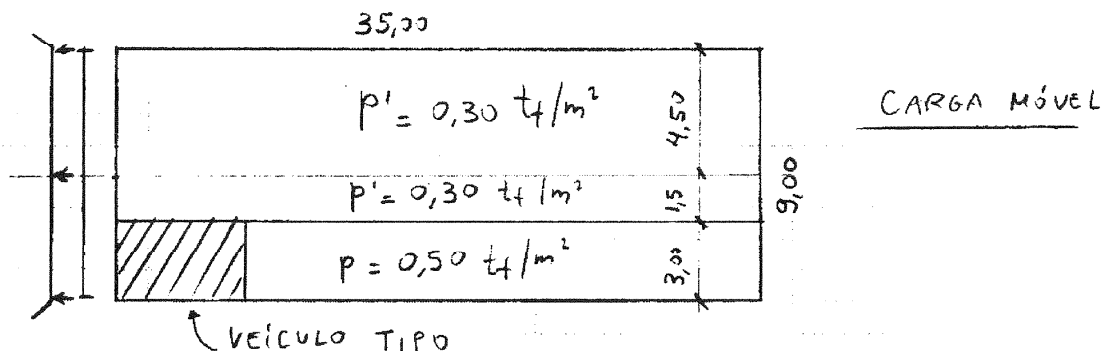 35,00
p' = 0,30 tf/m²
4,50
CARGA MÓVEL
p' = 0,30 tf/m²
1,5
9,00
p = 0,50 tf/m²
3,00
VEÍCULO TIPO